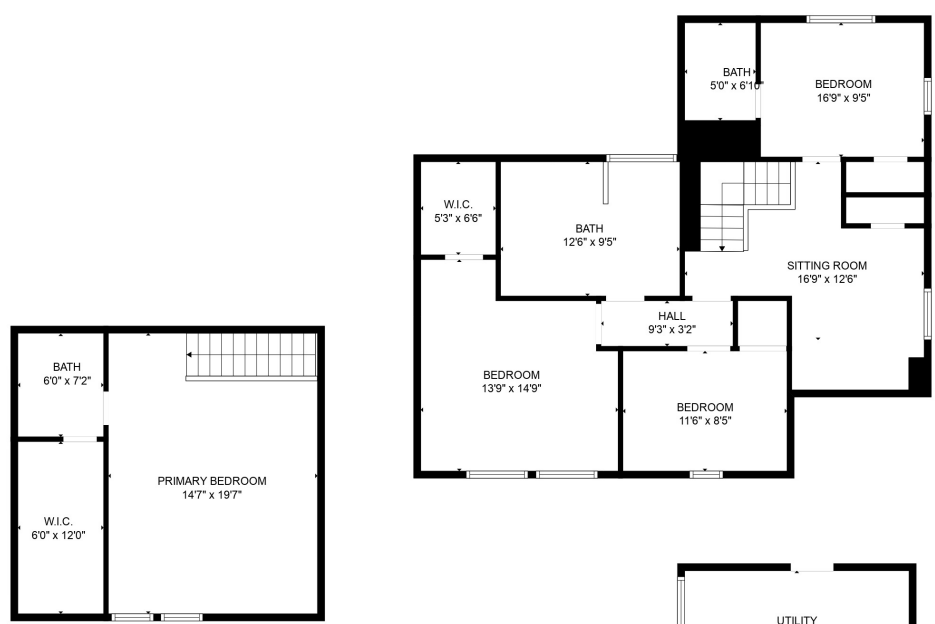 BATH
5'0" x 6'10"
BEDROOM
16'9" x 9'5"
W.I.C.
5'3" x 6'6"
BATH
12'6" x 9'5"
SITTING ROOM
16'9" x 12'6"
HALL
9'3" x 3'2"
BEDROOM
13'9" x 14'9"
BEDROOM
11'6" x 8'5"
BATH
6'0" x 7'2"
PRIMARY BEDROOM
14'7" x 19'7"
W.I.C.
6'0" x 12'0"
UTILITY